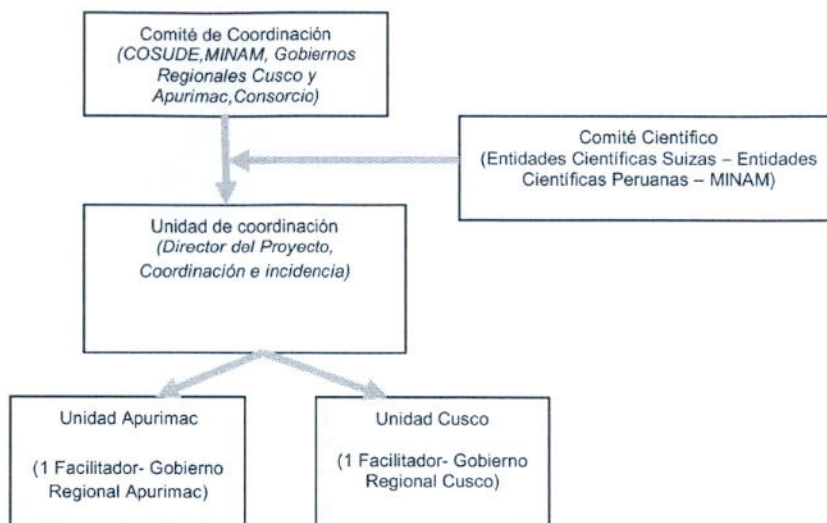 Comité de Coordinación
(COSUDE,MINAM, Gobiernos
Regionales Cusco y
Apurimac,Consorcio)
Comité Científico
(Entidades Científicas Suizas – Entidades
Científicas Peruanas – MINAM)
Unidad de coordinación
(Director del Proyecto,
Coordinación e incidencia)
Unidad Apurimac
(1 Facilitador- Gobierno
Regional Apurimac)
Unidad Cusco
(1 Facilitador- Gobierno
Regional Cusco)